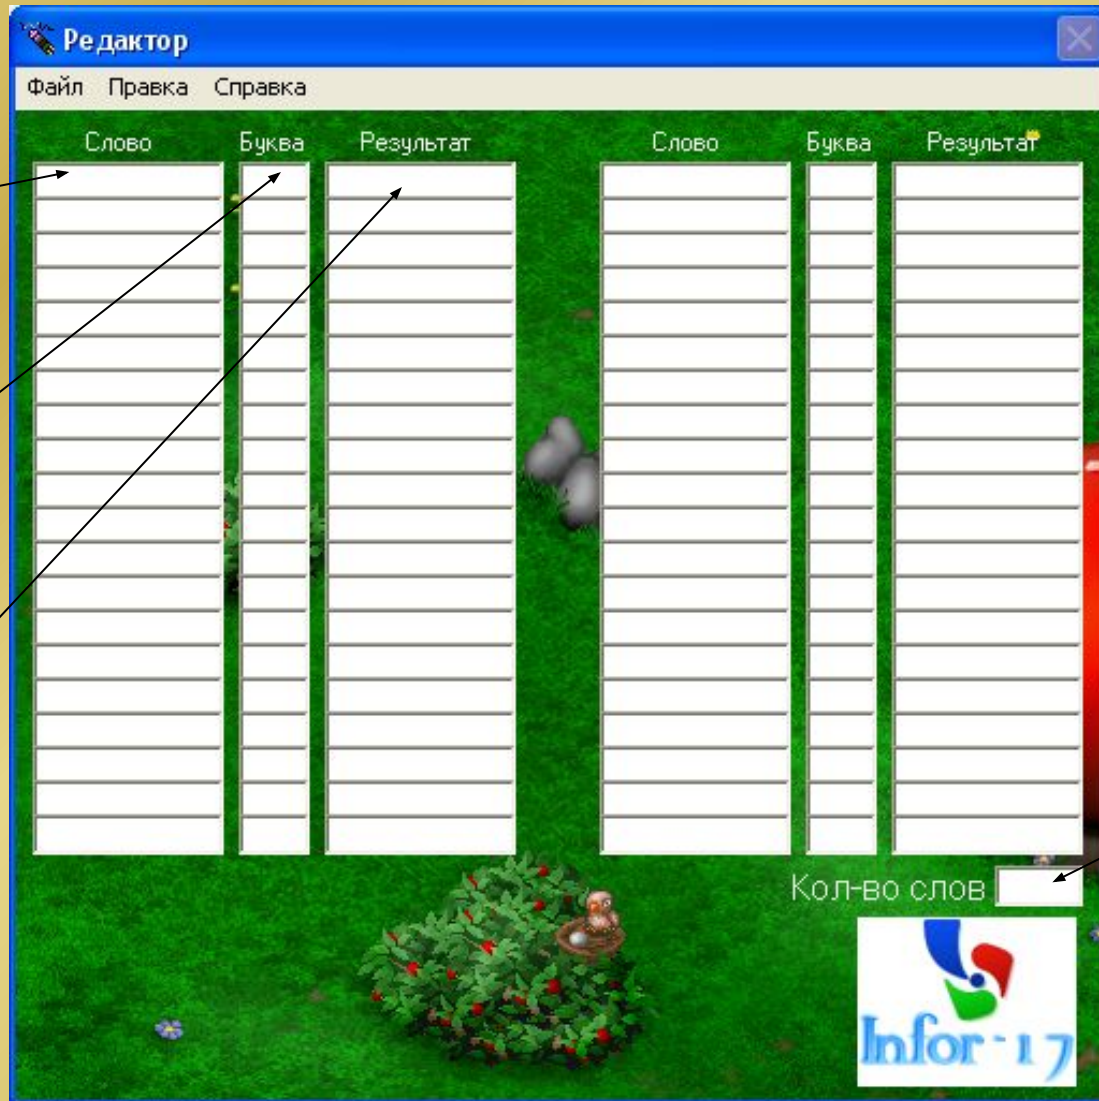 Редактор
Файл Правка Справка
Слово Буква Результат Слово Буква Результат
Кол-во слов
Infor-17